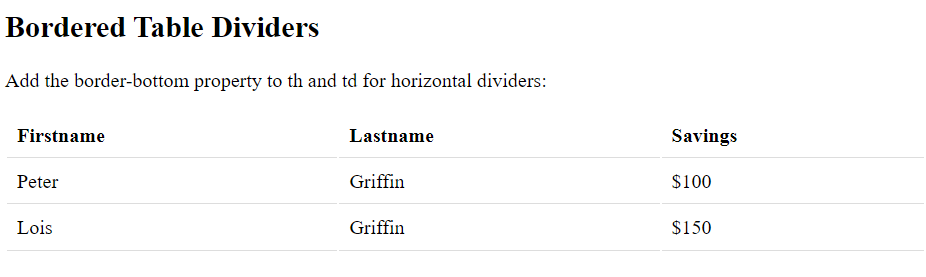 Bordered Table Dividers
Add the border-bottom property to th and td for horizontal dividers:
Firstname Lastname Savings
Peter Griffin $100
Lois Griffin $150